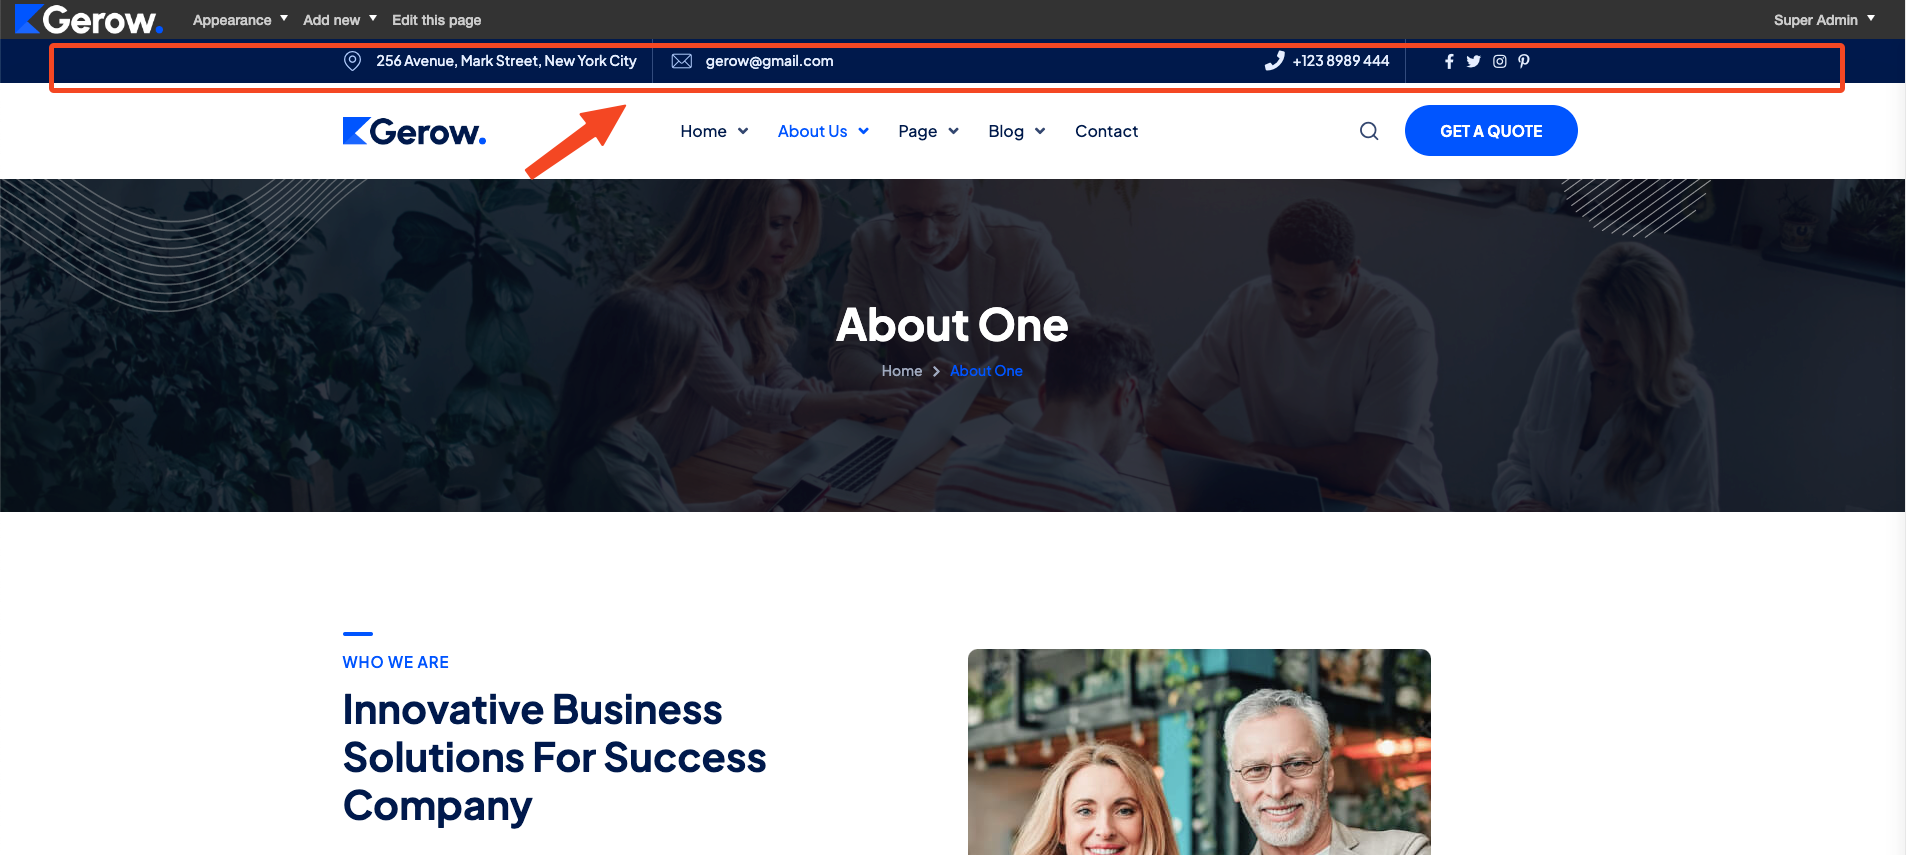 Gerow. Appearance Add new Edit this page Super Admin
256 Avenue, Mark Street, New York City gerow@gmail.com +123 8989 444
Gerow. Home About Us Page Blog Contact GET A QUOTE
About One
Home About One
WHO WE ARE
Innovative Business
Solutions For Success
Company